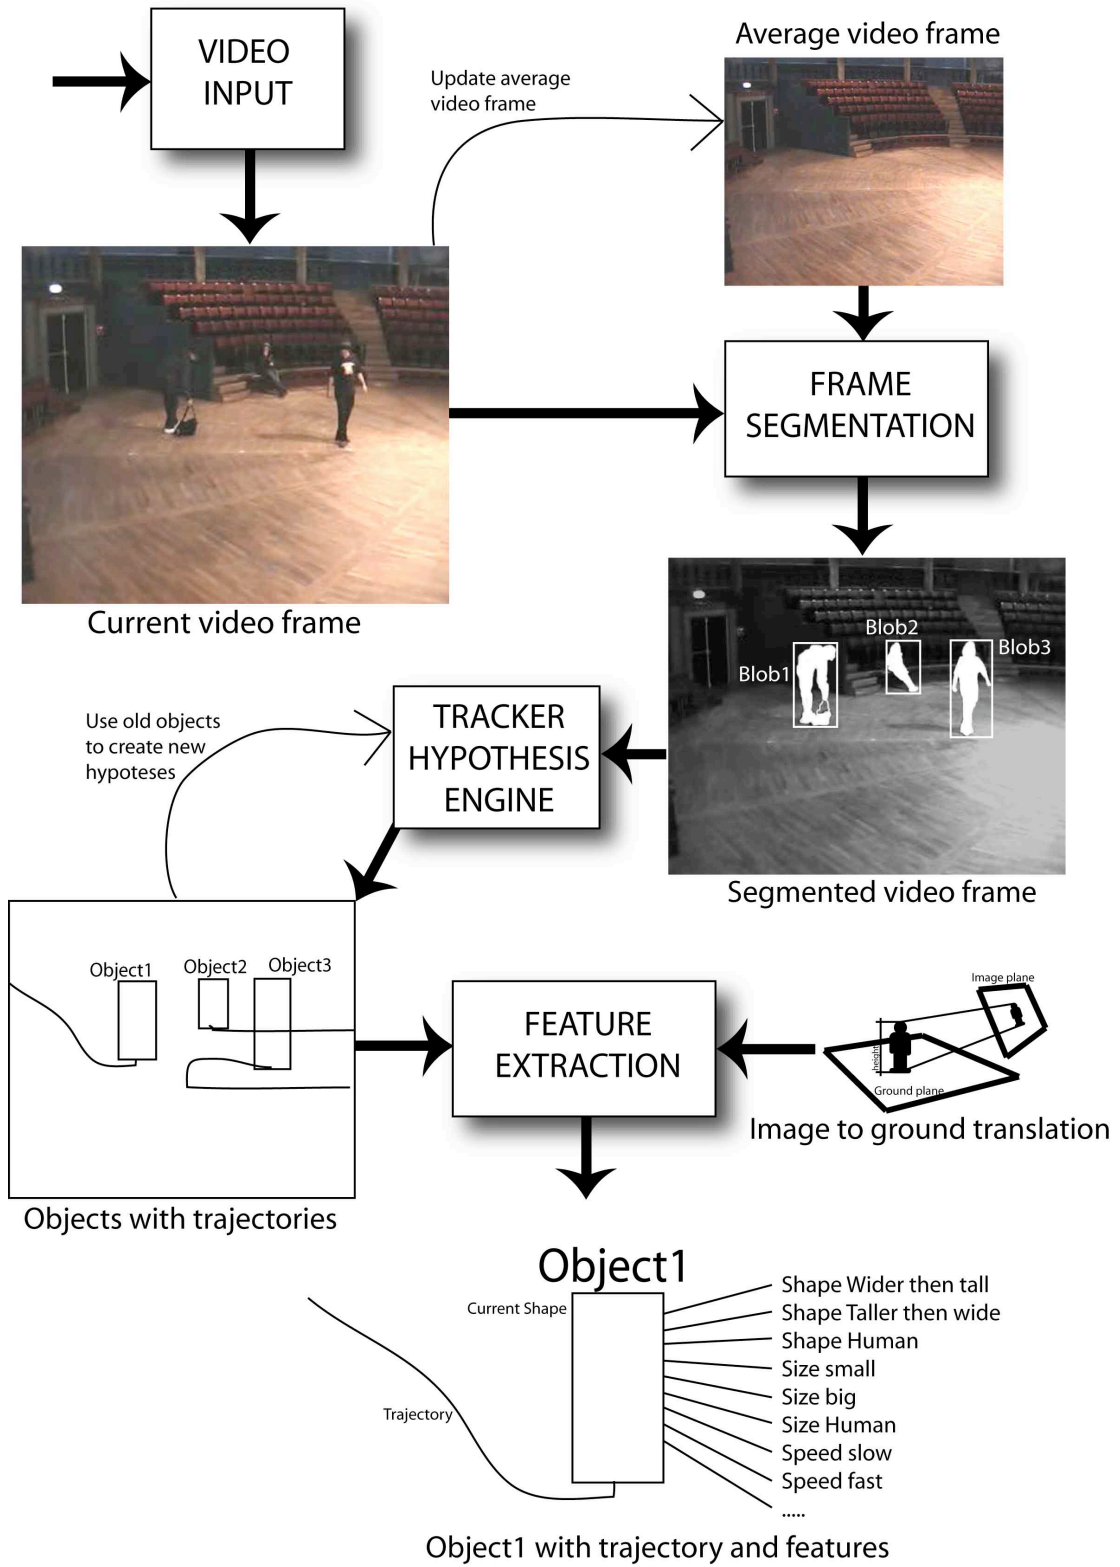 VIDEO
INPUT
Average video frame
Update average
video frame
FRAME
SEGMENTATION
Current video frame
Blob1
Blob2
Blob3
Use old objects
to create new
hypoteses
TRACKER
HYPOTHESIS
ENGINE
Segmented video frame
Object1
Object2
Object3
FEATURE
EXTRACTION
Image plane
height
Ground plane
Image to ground translation
Objects with trajectories
Object1
Current Shape
Trajectory
Shape Wider then tall
Shape Taller then wide
Shape Human
Size small
Size big
Size Human
Speed slow
Speed fast
.....
Object1 with trajectory and features